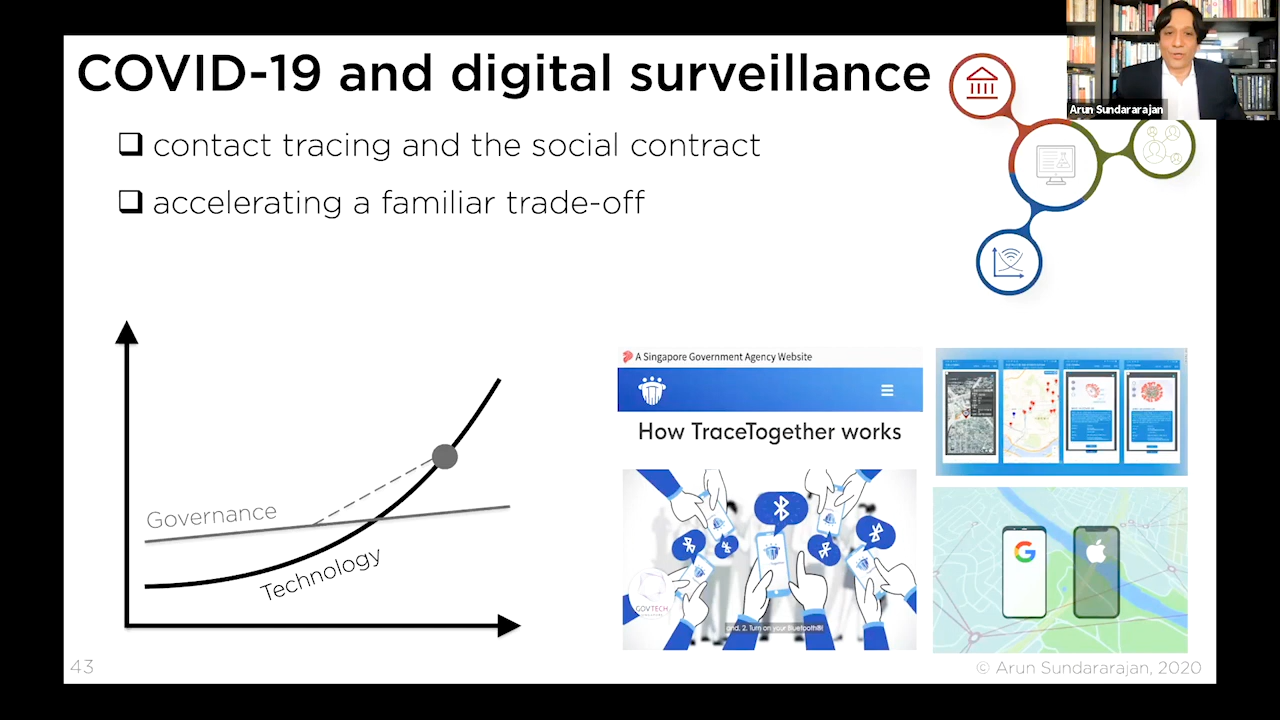 COVID-19 and digital surveillance
Arun Sundararajan
contact tracing and the social contract
accelerating a familiar trade-off
Governance
Technology
A Singapore Government Agency Website
How TraceTogether works
GOVTECH
and, 2. Turn on your Bluetooth®!
G
43
© Arun Sundararajan, 2020